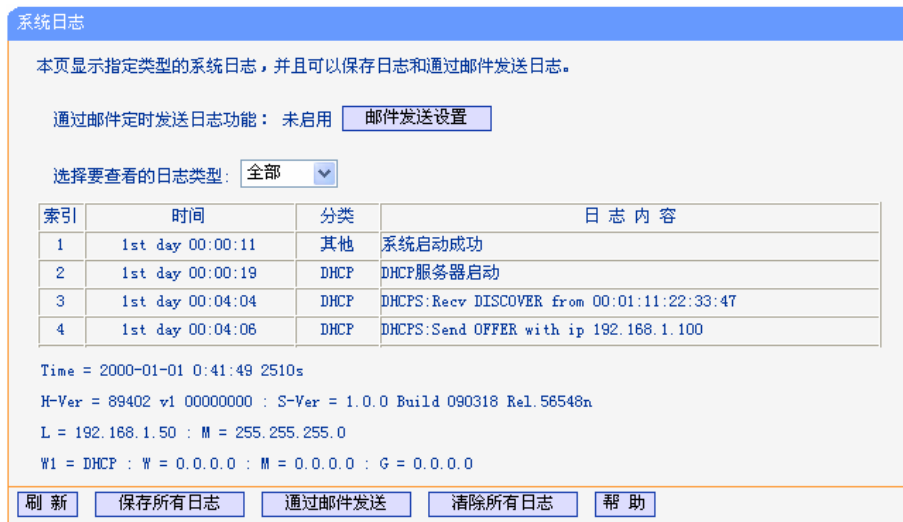 系统日志
本页显示指定类型的系统日志，并且可以保存日志和通过邮件发送日志。
通过邮件定时发送日志功能： 未启用 邮件发送设置
选择要查看的日志类型: 全部
索引 时间 分类 日 志 内 容
1 1st day 00:00:11 其他 系统启动成功
2 1st day 00:00:19 DHCP DHCP服务器启动
3 1st day 00:04:04 DHCP DHCPS:Recv DISCOVER from 00:01:11:22:33:47
4 1st day 00:04:06 DHCP DHCPS:Send OFFER with ip 192.168.1.100
Time = 2000-01-01 0:41:49 2510s
H-Ver = 89402 v1 00000000 : S-Ver = 1.0.0 Build 090318 Rel.56548n
L = 192.168.1.50 : M = 255.255.255.0
W1 = DHCP : W = 0.0.0.0 : M = 0.0.0.0 : G = 0.0.0.0
刷 新 保存所有日志 通过邮件发送 清除所有日志 帮 助